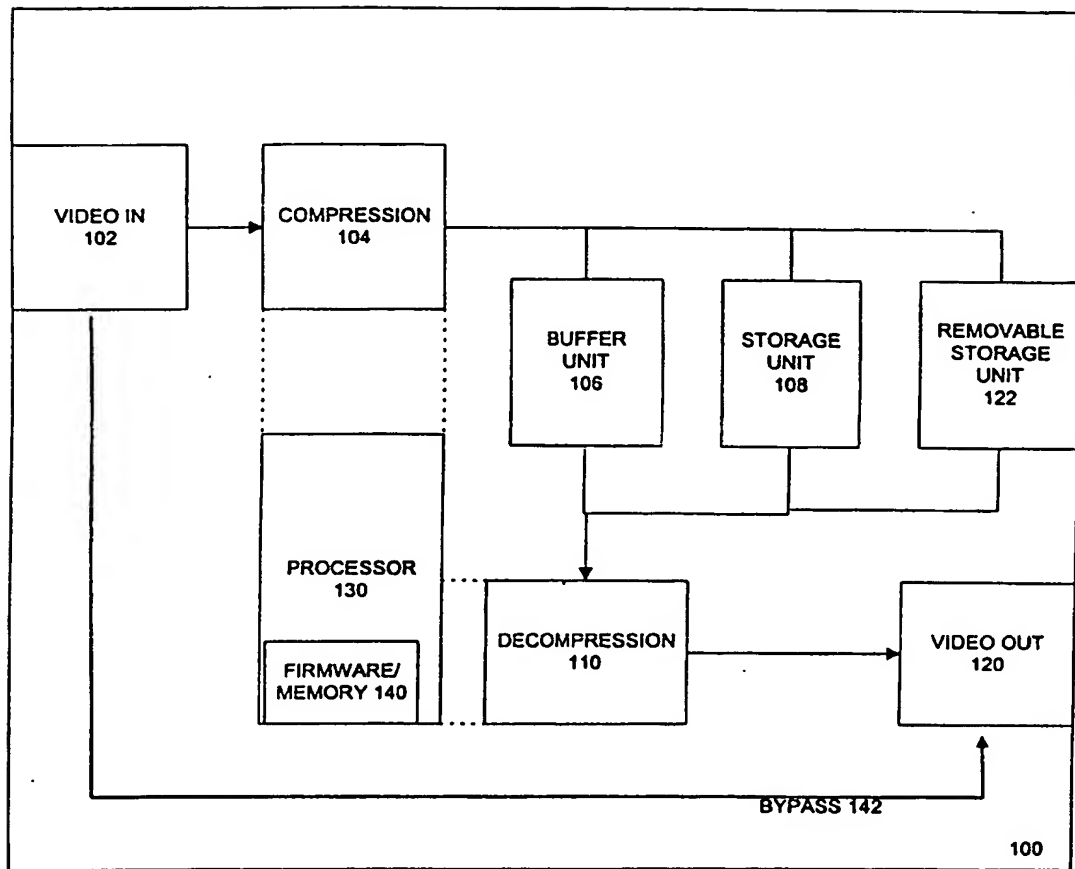 VIDEO IN
102
COMPRESSION
104
BUFFER
UNIT
106
STORAGE
UNIT
108
REMOVABLE
STORAGE
UNIT
122
PROCESSOR
130
FIRMWARE/
MEMORY 140
DECOMPRESSION
110
VIDEO OUT
120
BYPASS 142
100